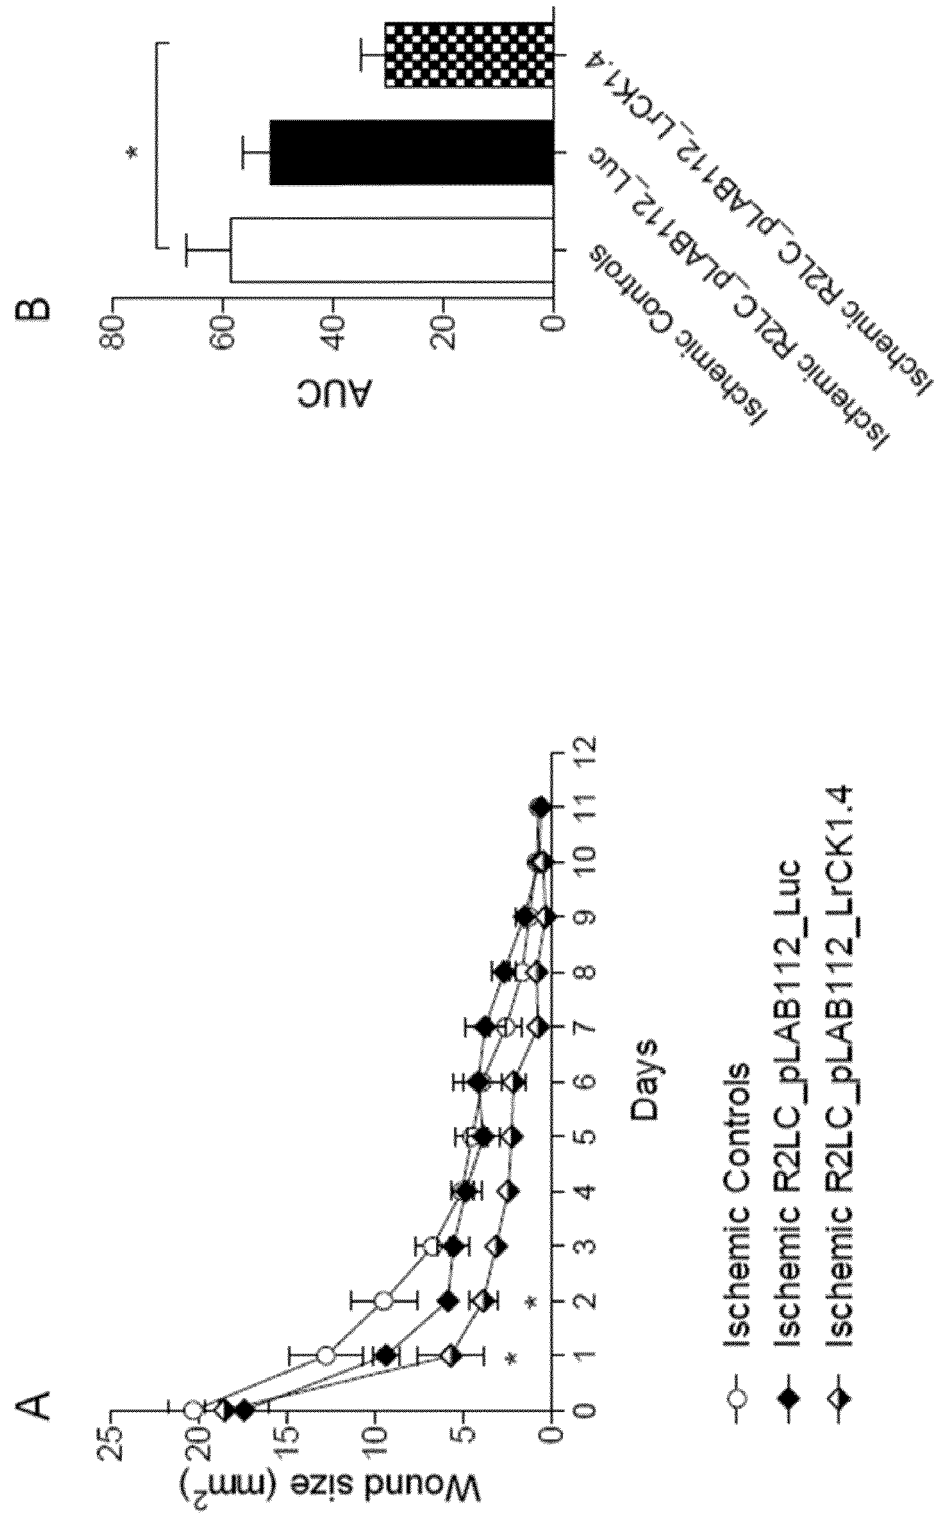 A
Wound size (mm²)
25
20
15
10
5
0
0 1 2 3 4 5 6 7 8 9 10 11 12
*
*
Days
Ischemic Controls
Ischemic R2LC_pLAB112_Luc
Ischemic R2LC_pLAB112_LrCK1.4
B
AUC
80
60
40
20
0
*
Ischemic Controls
Ischemic R2LC_pLAB112_Luc
Ischemic R2LC_pLAB112_LrCK1.4